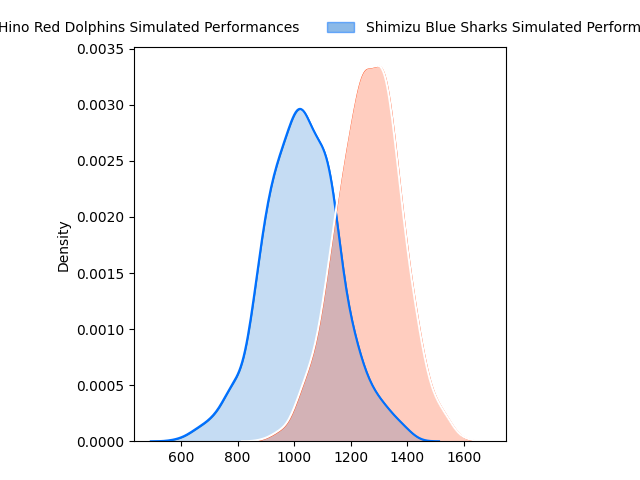 Hino Red Dolphins Simulated Performances
Shimizu Blue Sharks Simulated Perform
0.0035
0.0030
0.0025
0.0020
0.0015
0.0010
0.0005
0.0000
Density
600 800 1000 1200 1400 1600